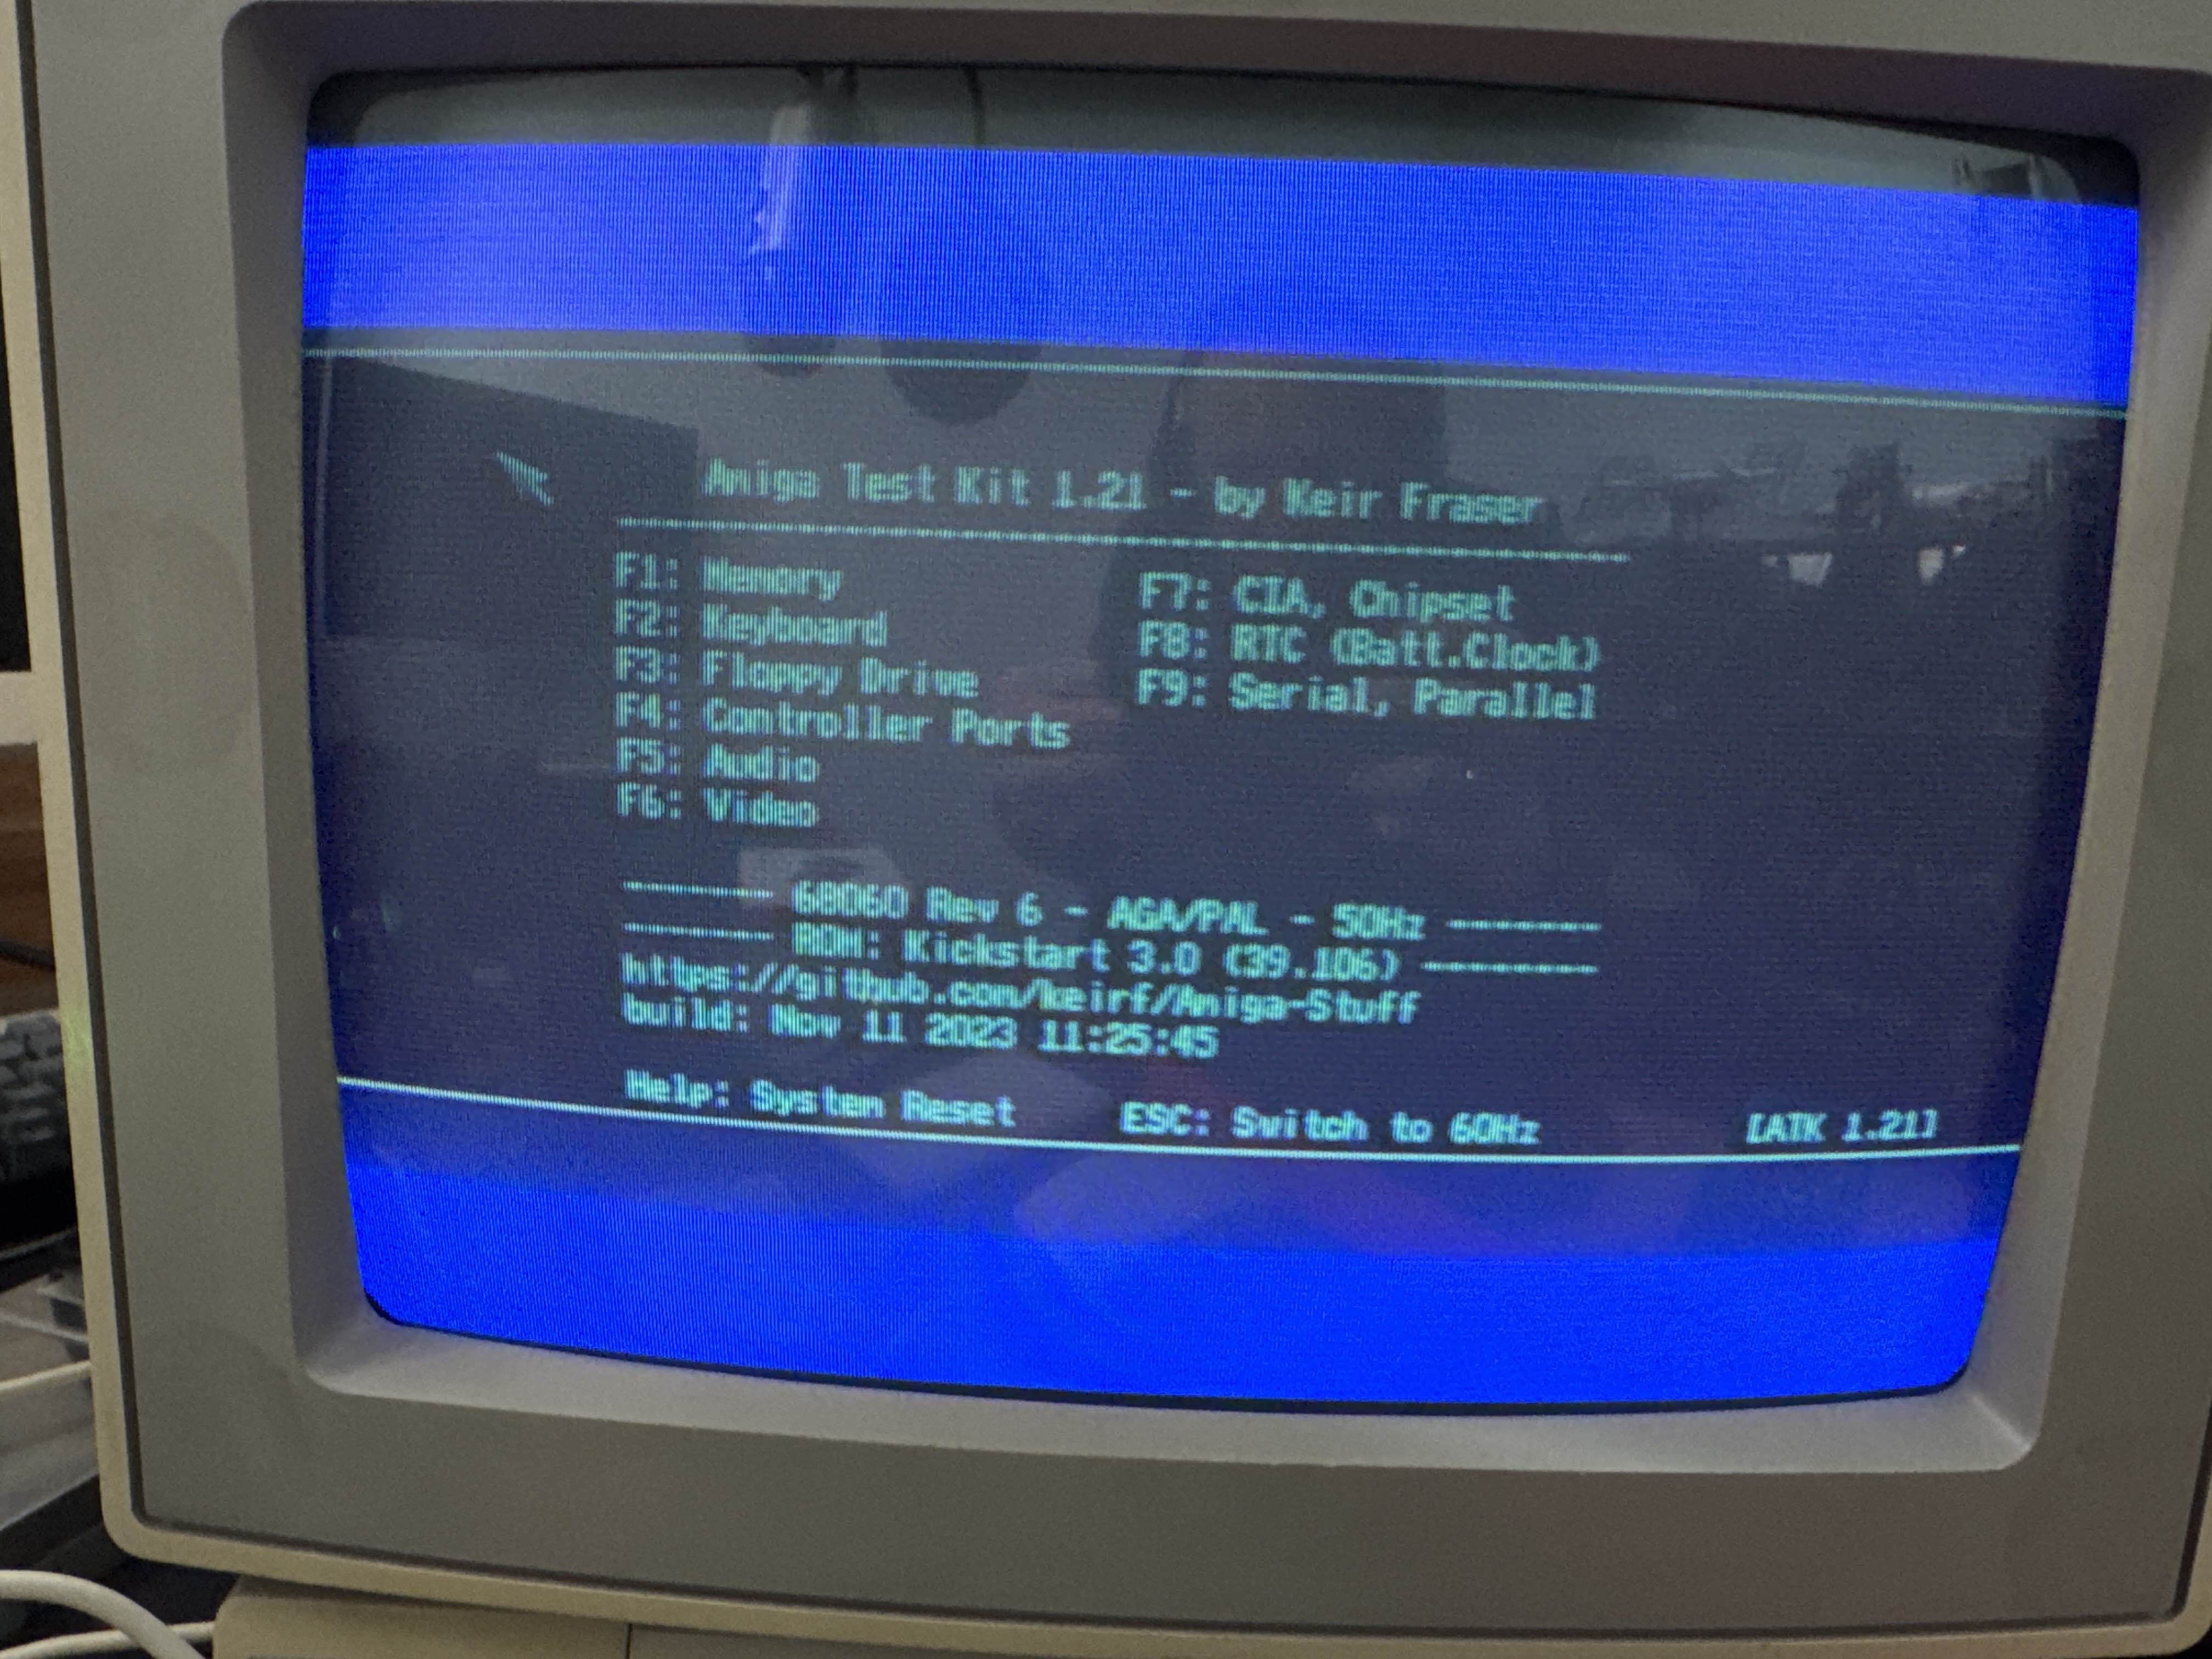 Amiga Test Kit 1.21 - by Keir Fraser
F1: Memory
F2: Keyboard
F3: Floppy Drive
F4: Controller Ports
F5: Audio
F6: Video
F7: CIA, Chipset
F8: RTC (Batt.Clock)
F9: Serial, Parallel
68060 Rev 6 - AGA/PAL - 50Hz
ROM: Kickstart 3.0 (39.106)
https://github.com/keirf/Amiga-Stuff
build: Nov 11 2023 11:25:45
Help: System Reset ESC: Switch to 60Hz [ATK 1.21]